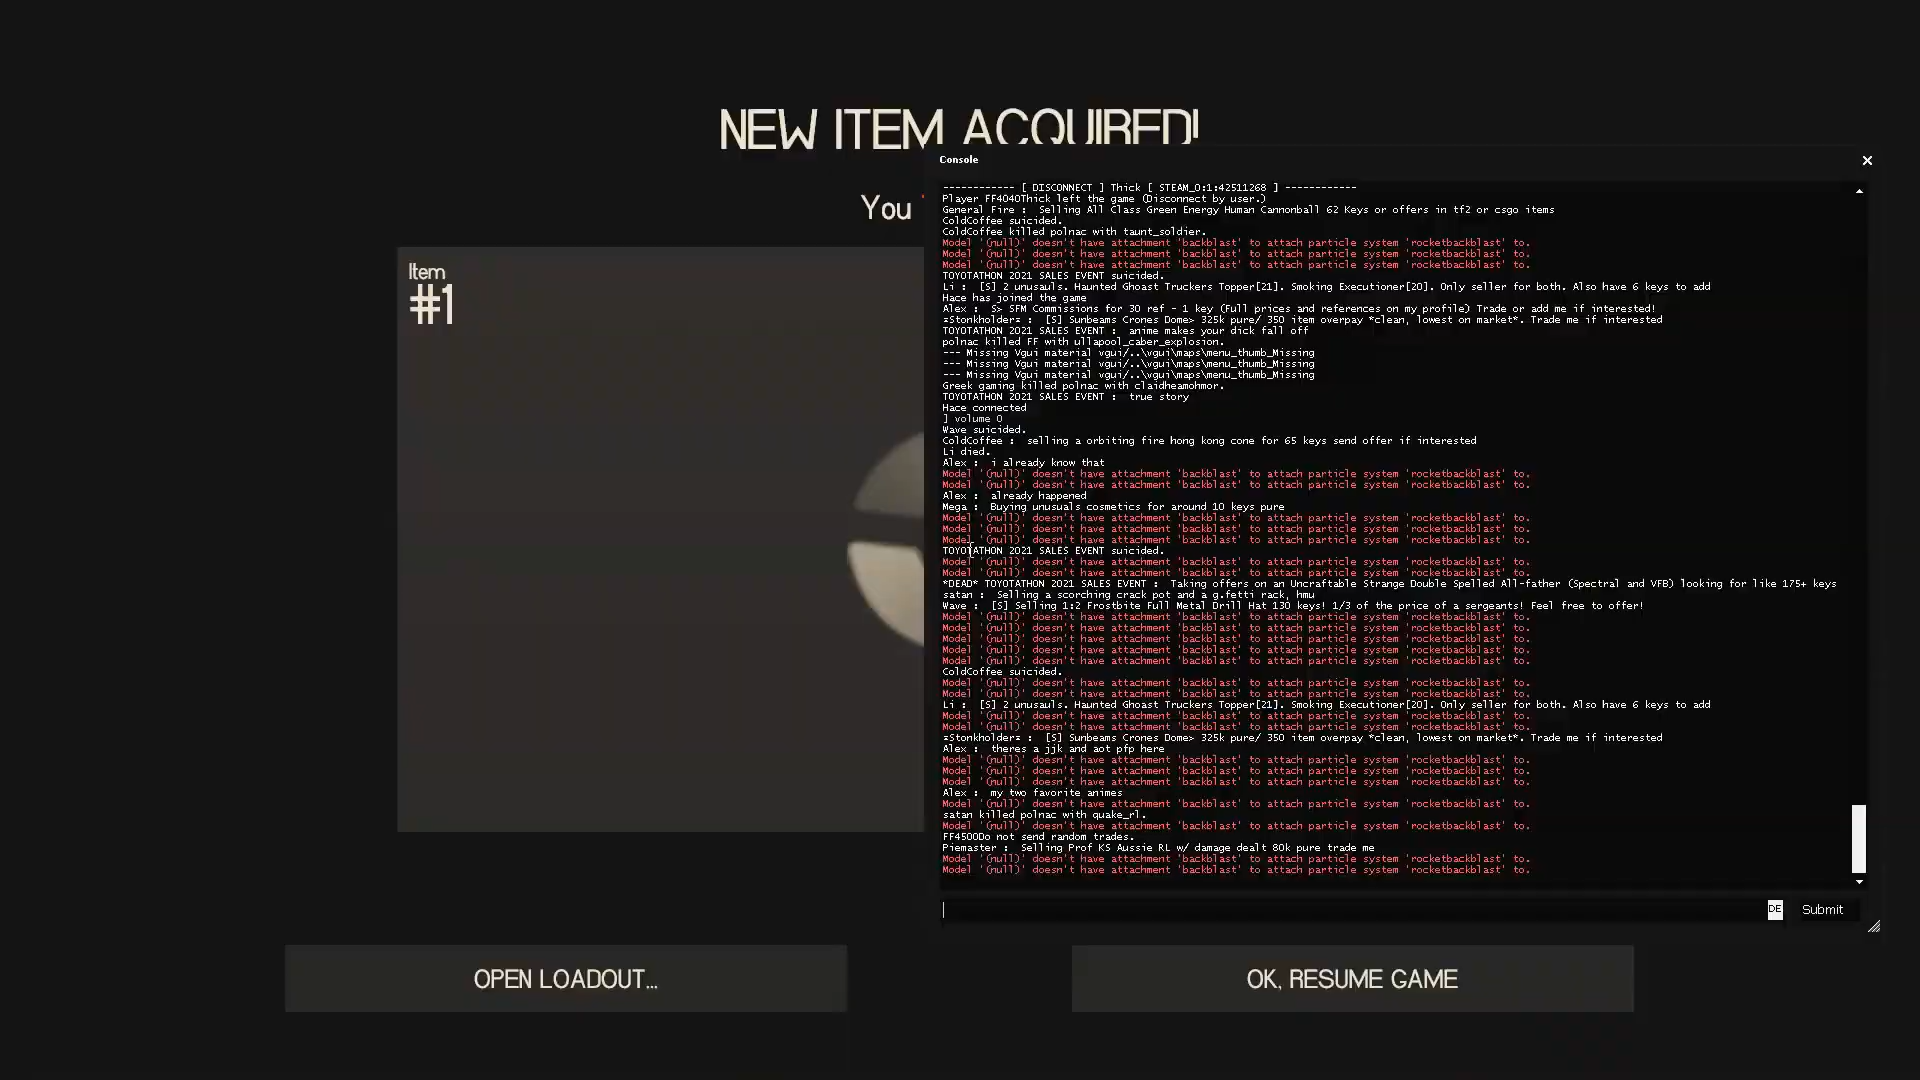 NEW ITEM ACQUIRED!
You
Item
#1
Console
------------ [ DISCONNECT ] Thick [ STEAM_0:1:42511268 ] ------------
Player FF4040Thick left the game (Disconnect by user.)
General Fire :  Selling All Class Green Energy Human Cannonball 62 Keys or offers in tf2 or csgo items
ColdCoffee suicided.
ColdCoffee killed polnac with taunt_soldier.
Model '(null)' doesn't have attachment 'backblast' to attach particle system 'rocketbackblast' to.
Model '(null)' doesn't have attachment 'backblast' to attach particle system 'rocketbackblast' to.
Model '(null)' doesn't have attachment 'backblast' to attach particle system 'rocketbackblast' to.
TOYOTATHON 2021 SALES EVENT suicided.
Li :  [S] 2 unusauls. Haunted Ghoast Truckers Topper[21]. Smoking Executioner[20]. Only seller for both. Also have 6 keys to add
Hace has joined the game
Alex :  S> SFM Commissions for 30 ref - 1 key (Full prices and references on my profile) Trade or add me if interested!
±Stonkholder± :  [S] Sunbeams Crones Dome> 325k pure/ 350 item overpay *clean, lowest on market*. Trade me if interested
TOYOTATHON 2021 SALES EVENT :  anime makes your dick fall off
polnac killed FF with ullapool_caber_explosion.
--- Missing Vgui material vgui/..\vgui\maps\menu_thumb_Missing
--- Missing Vgui material vgui/..\vgui\maps\menu_thumb_Missing
--- Missing Vgui material vgui/..\vgui\maps\menu_thumb_Missing
Greek gaming killed polnac with claidheamohmor.
TOYOTATHON 2021 SALES EVENT :  true story
Hace connected
] volume 0
Wave suicided.
ColdCoffee :  selling a orbiting fire hong kong cone for 65 keys send offer if interested
Li died.
Alex :  i already know that
Model '(null)' doesn't have attachment 'backblast' to attach particle system 'rocketbackblast' to.
Model '(null)' doesn't have attachment 'backblast' to attach particle system 'rocketbackblast' to.
Alex :  already happened
Mega :  Buying unusuals cosmetics for around 10 keys pure
Model '(null)' doesn't have attachment 'backblast' to attach particle system 'rocketbackblast' to.
Model '(null)' doesn't have attachment 'backblast' to attach particle system 'rocketbackblast' to.
Model '(null)' doesn't have attachment 'backblast' to attach particle system 'rocketbackblast' to.
TOYOTATHON 2021 SALES EVENT suicided.
Model '(null)' doesn't have attachment 'backblast' to attach particle system 'rocketbackblast' to.
Model '(null)' doesn't have attachment 'backblast' to attach particle system 'rocketbackblast' to.
*DEAD* TOYOTATHON 2021 SALES EVENT :  Taking offers on an Uncraftable Strange Double Spelled All-father (Spectral and VFB) looking for like 175+ keys
satan :  Selling a scorching crack pot and a g.fetti rack, hmu
Wave :  [S] Selling 1:2 Frostbite Full Metal Drill Hat 130 keys! 1/3 of the price of a sergeants! Feel free to offer!
Model '(null)' doesn't have attachment 'backblast' to attach particle system 'rocketbackblast' to.
Model '(null)' doesn't have attachment 'backblast' to attach particle system 'rocketbackblast' to.
Model '(null)' doesn't have attachment 'backblast' to attach particle system 'rocketbackblast' to.
Model '(null)' doesn't have attachment 'backblast' to attach particle system 'rocketbackblast' to.
Model '(null)' doesn't have attachment 'backblast' to attach particle system 'rocketbackblast' to.
ColdCoffee suicided.
Model '(null)' doesn't have attachment 'backblast' to attach particle system 'rocketbackblast' to.
Model '(null)' doesn't have attachment 'backblast' to attach particle system 'rocketbackblast' to.
Li :  [S] 2 unusauls. Haunted Ghoast Truckers Topper[21]. Smoking Executioner[20]. Only seller for both. Also have 6 keys to add
Model '(null)' doesn't have attachment 'backblast' to attach particle system 'rocketbackblast' to.
Model '(null)' doesn't have attachment 'backblast' to attach particle system 'rocketbackblast' to.
±Stonkholder± :  [S] Sunbeams Crones Dome> 325k pure/ 350 item overpay *clean, lowest on market*. Trade me if interested
Alex :  theres a jjk and aot pfp here
Model '(null)' doesn't have attachment 'backblast' to attach particle system 'rocketbackblast' to.
Model '(null)' doesn't have attachment 'backblast' to attach particle system 'rocketbackblast' to.
Model '(null)' doesn't have attachment 'backblast' to attach particle system 'rocketbackblast' to.
Alex :  my two favorite animes
Model '(null)' doesn't have attachment 'backblast' to attach particle system 'rocketbackblast' to.
satan killed polnac with quake_rl.
Model '(null)' doesn't have attachment 'backblast' to attach particle system 'rocketbackblast' to.
FF4500Do not send random trades.
Piemaster :  Selling Prof KS Aussie RL w/ damage dealt 80k pure trade me
Model '(null)' doesn't have attachment 'backblast' to attach particle system 'rocketbackblast' to.
Model '(null)' doesn't have attachment 'backblast' to attach particle system 'rocketbackblast' to.
DE
Submit
OPEN LOADOUT...
OK, RESUME GAME